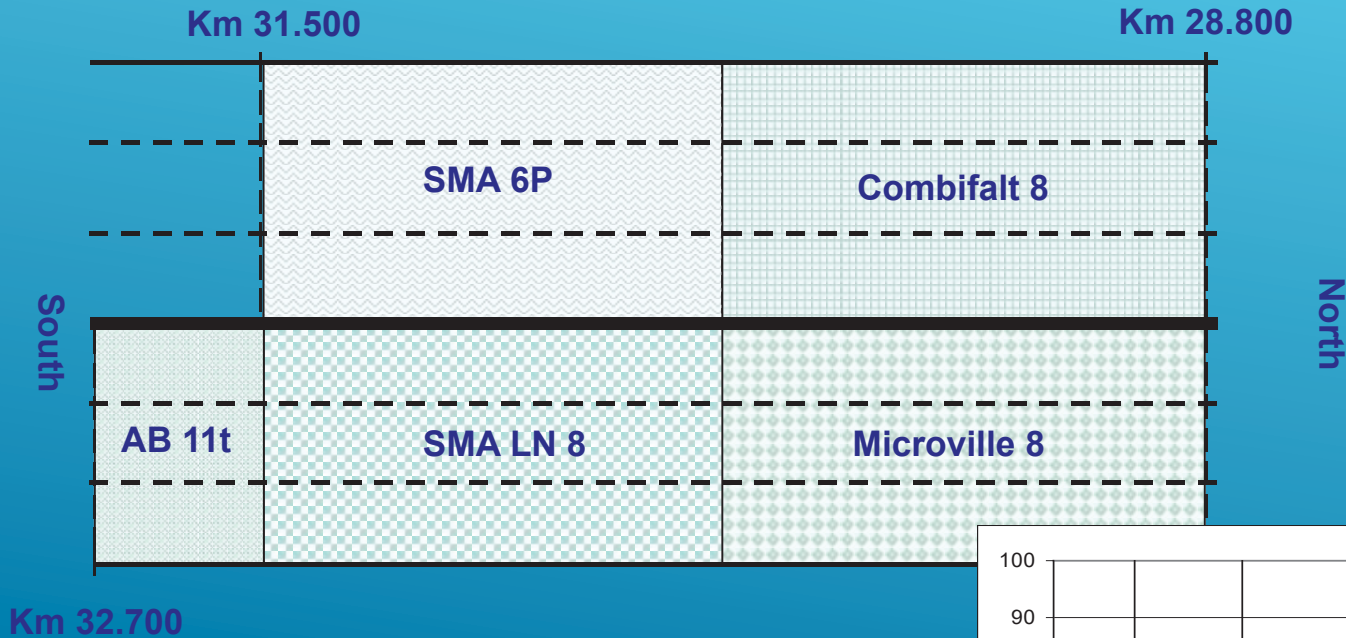 Km 31.500
Km 28.800
SMA 6P
Combifalt 8
South
North
AB 11t
SMA LN 8
Microville 8
100
90
Km 32.700